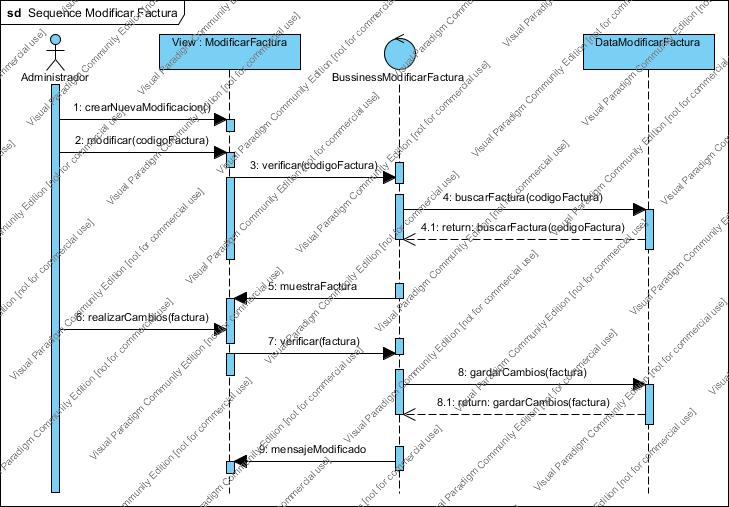 sd Sequence Modificar Factura
Administrador
View : ModificarFactura
BussinessModificarFactura
DataModificarFactura
1: crearNuevaModificacion()
2: modificar(codigoFactura)
3: verificar(codigoFactura)
4: buscarFactura(codigoFactura)
4.1: return: buscarFactura(codigoFactura)
5: muestraFactura
6: realizarCambios(factura)
7: verificar(factura)
8: gardarCambios(factura)
8.1: return: gardarCambios(factura)
9: mensajeModificado
Visual Paradigm Community Edition [not for commercial use]